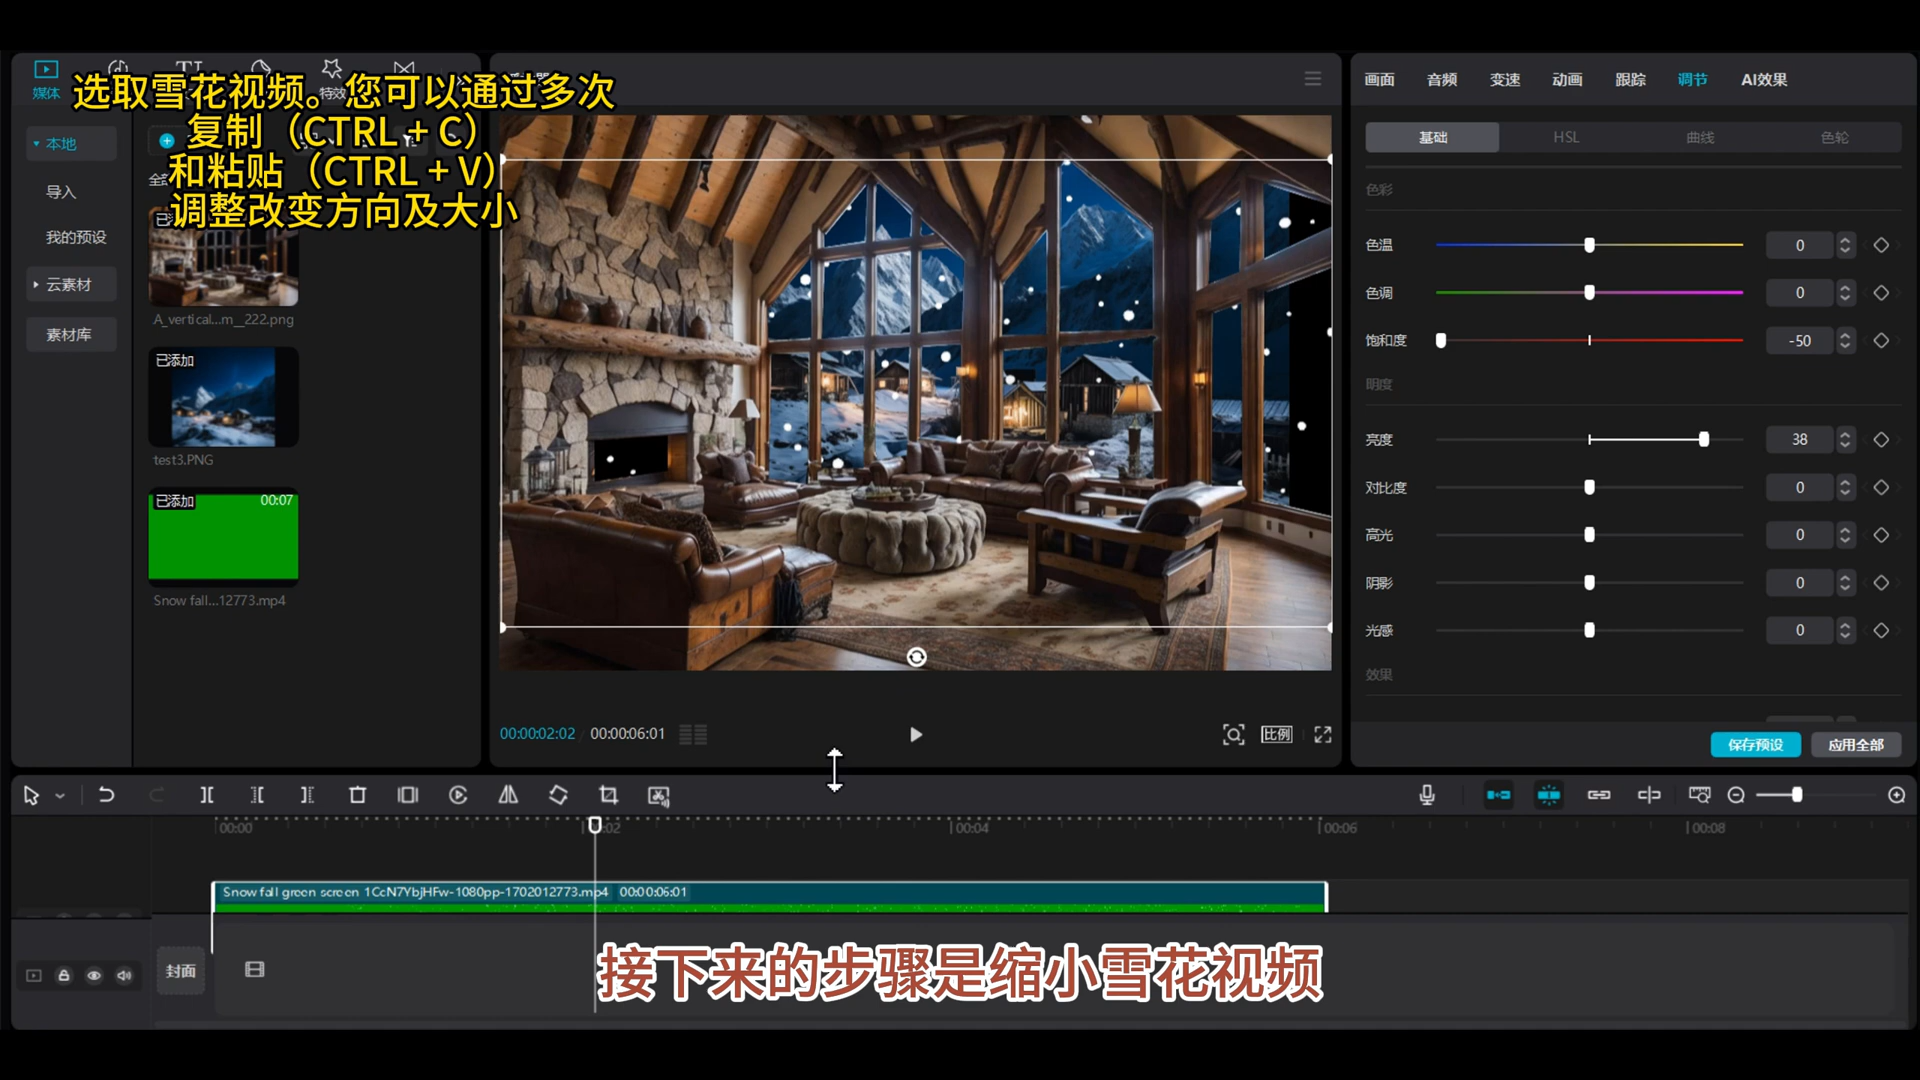 媒体
选取雪花视频。您可以通过多次
复制（CTRL + C）
和粘贴（CTRL + V）
调整改变方向及大小
特效
本地
导入
我的预设
云素材
素材库
A_vertical...m__222.png
已添加
test3.PNG
已添加
00:07
Snow fall...12773.mp4
00:00:02:02
00:00:06:01
比例
画面
音频
变速
动画
跟踪
调节
AI效果
基础
HSL
曲线
色轮
色彩
色温
0
色调
0
饱和度
-50
明度
亮度
38
对比度
0
高光
0
阴影
0
光感
0
效果
保存预设
应用全部
00:00
00:04
00:06
00:08
Snow fall green screen 1CcN7YbjHFw-1080pp-1702012773.mp4 00:00:06:01
封面
接下来的步骤是缩小雪花视频